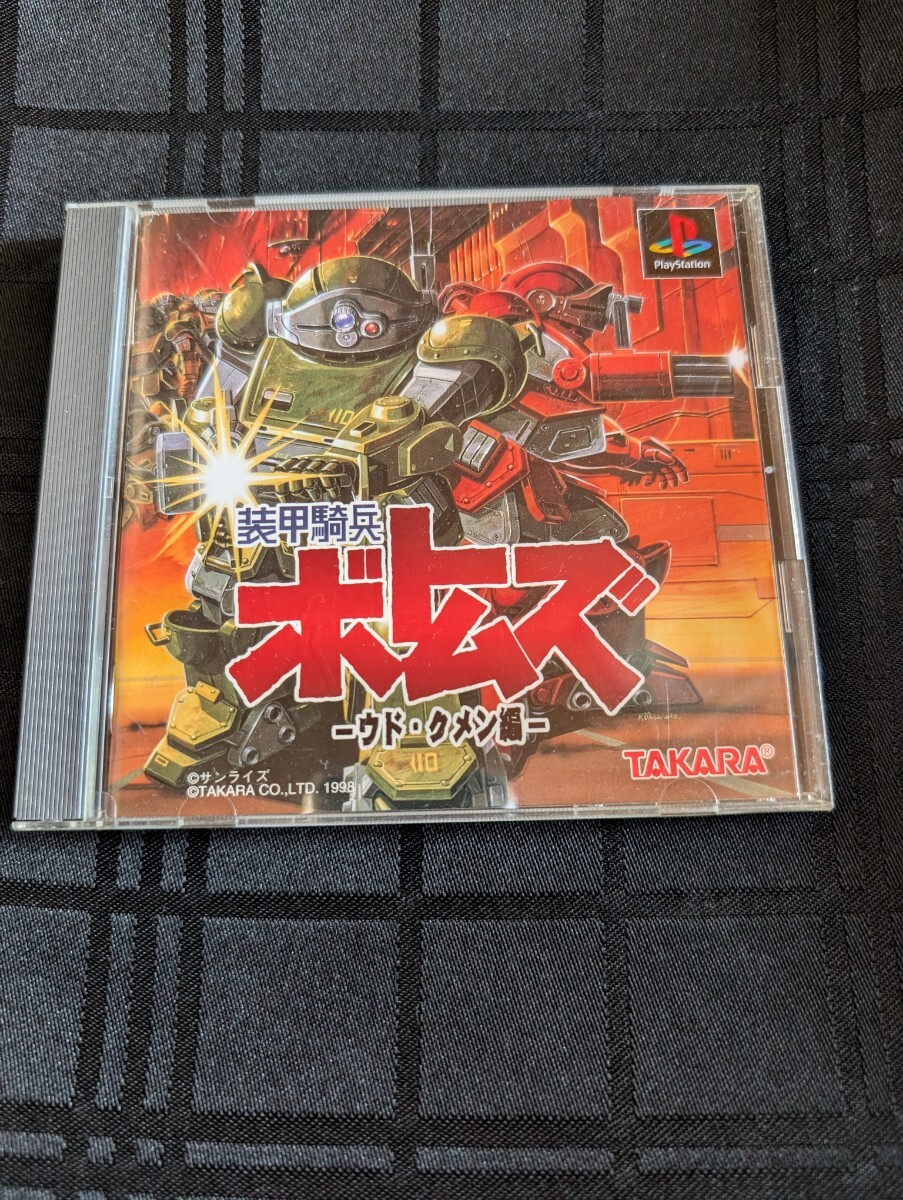 PlayStation
装甲騎兵
ボトムズ
-ウド・クメン編-
TAKARA®
©サンライズ
©TAKARA CO.,LTD. 1998